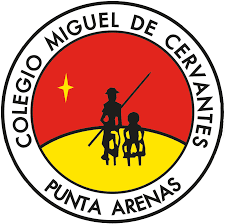 COLEGIO MIGUEL DE CERVANTES
PUNTA ARENAS